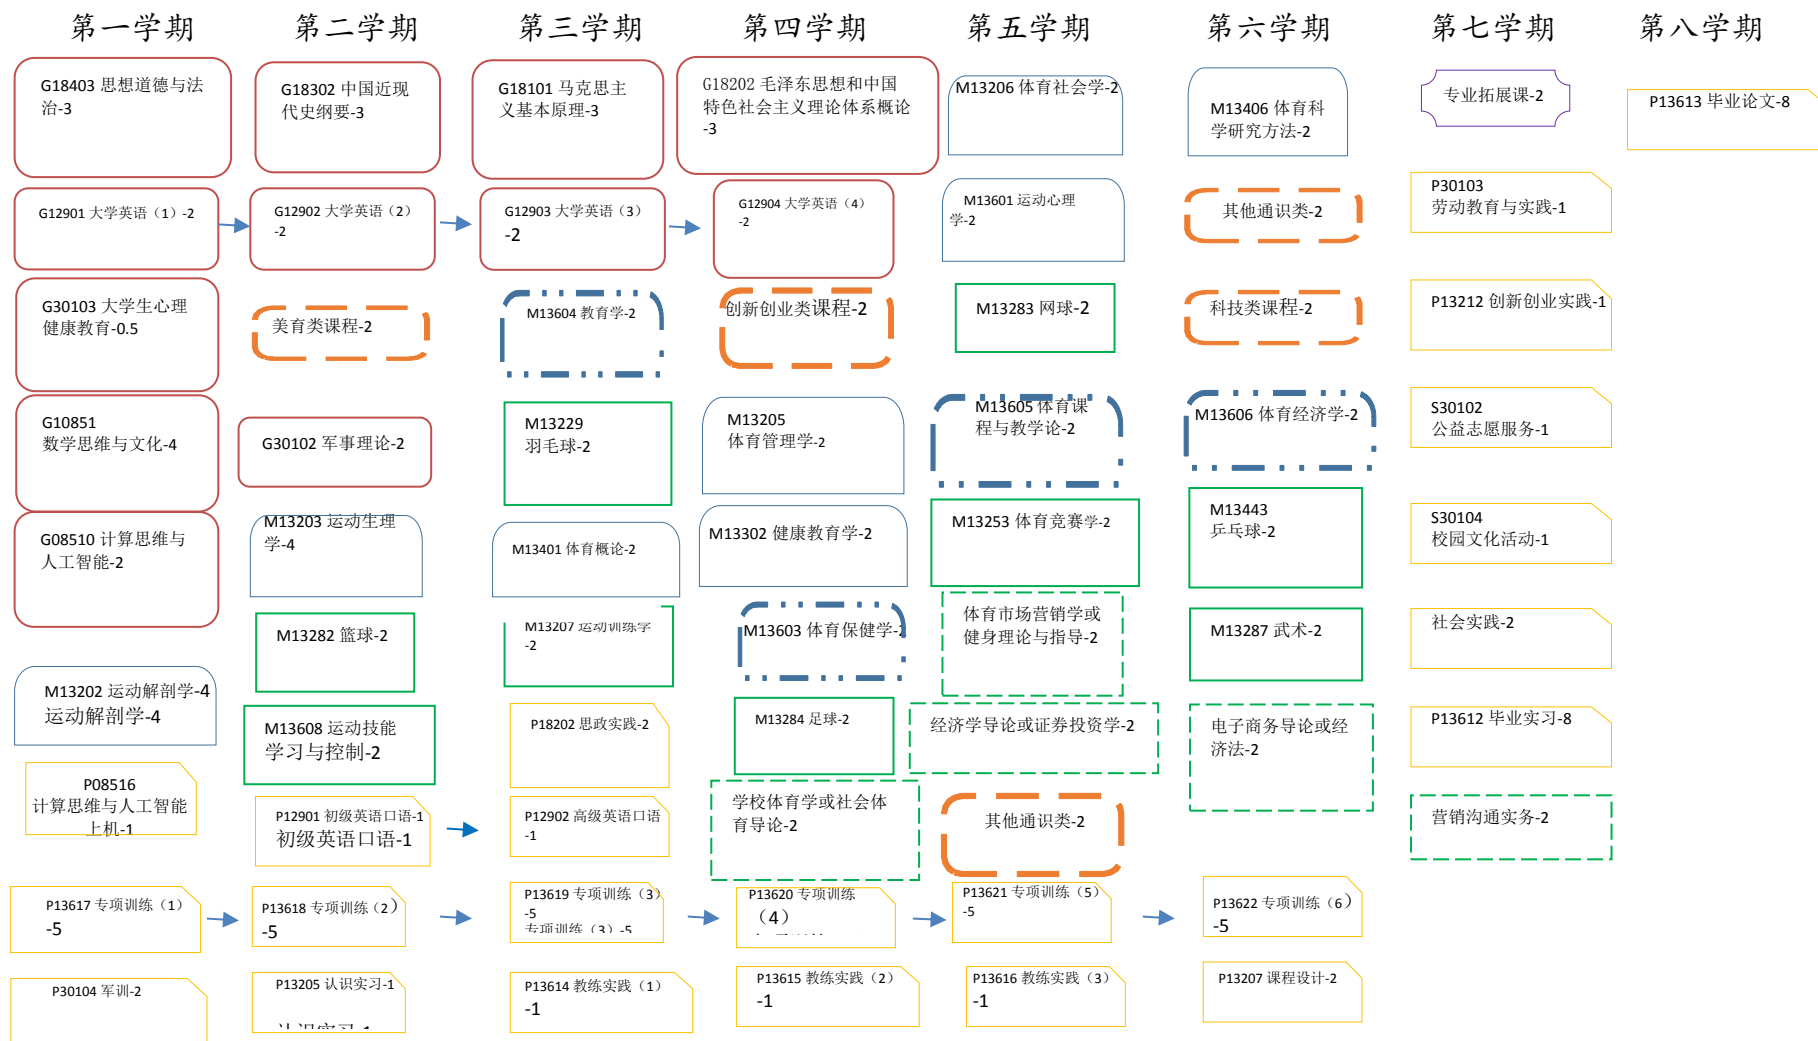 第一学期
第二学期
第三学期
第四学期
第五学期
第六学期
第七学期
第八学期
G18403 思想道德与法
治-3
G18302 中国近现
代史纲要-3
G18101 马克思主
义基本原理-3
G18202 毛泽东思想和中国
特色社会主义理论体系概论
-3
M13206 体育社会学-2
M13406 体育科
学研究方法-2
专业拓展课-2
P13613 毕业论文-8
G12901 大学英语（1）-2
G12902 大学英语（2）
-2
G12903 大学英语（3）
-2
G12904 大学英语（4）
-2
M13601 运动心理
学-2
其他通识类-2
P30103
劳动教育与实践-1
G30103 大学生心理
健康教育-0.5
美育类课程-2
M13604 教育学-2
创新创业类课程-2
M13283 网球-2
科技类课程-2
P13212 创新创业实践-1
G10851
数学思维与文化-4
G30102 军事理论-2
M13229
羽毛球-2
M13205
体育管理学-2
M13605 体育课
程与教学论-2
M13606 体育经济学-2
S30102
公益志愿服务-1
G08510 计算思维与
人工智能-2
M13203 运动生理
学-4
M13401 体育概论-2
M13302 健康教育学-2
M13253 体育竞赛学-2
M13443
乒乓球-2
S30104
校园文化活动-1
M13282 篮球-2
M13207 运动训练学
-2
M13603 体育保健学-2
体育市场营销学或
健身理论与指导-2
M13287 武术-2
社会实践-2
M13202 运动解剖学-4
运动解剖学-4
M13608 运动技能
学习与控制-2
P18202 思政实践-2
M13284 足球-2
经济学导论或证券投资学-2
电子商务导论或经
济法-2
P13612 毕业实习-8
P08516
计算思维与人工智能
上机-1
P12901 初级英语口语-1
初级英语口语-1
P12902 高级英语口语
-1
学校体育学或社会体
育导论-2
其他通识类-2
营销沟通实务-2
P13617 专项训练（1）
-5
P13618 专项训练（2）
-5
P13619 专项训练（3）
-5
专项训练（3）-5
P13620 专项训练
（4）
P13621 专项训练（5）
-5
P13622 专项训练（6）
-5
P30104 军训-2
P13205 认识实习-1
认识实习-1
P13614 教练实践（1）
-1
P13615 教练实践（2）
-1
P13616 教练实践（3）
-1
P13207 课程设计-2